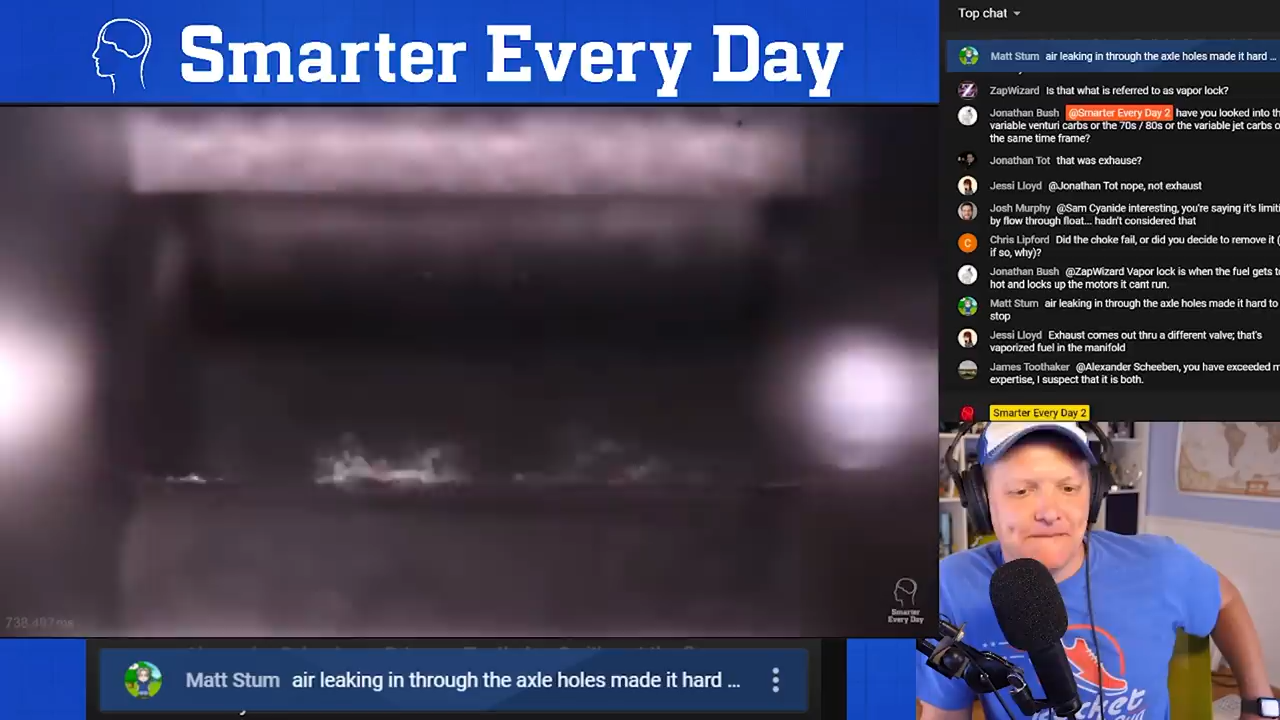 Smarter Every Day
Top chat
Matt Stum air leaking in through the axle holes made it hard ...
ZapWizard Is that what is referred to as vapor lock?
Jonathan Bush @Smarter Every Day 2 have you looked into th
variable venturi carbs or the 70s / 80s or the variable jet carbs o
the same time frame?
Jonathan Tot that was exhause?
Jessi Lloyd @Jonathan Tot nope, not exhaust
Josh Murphy @Sam Cyanide interesting, you're saying it's limiti
by flow through float... hadn't considered that
Chris Lipford Did the choke fail, or did you decide to remove it (
if so, why)?
Jonathan Bush @ZapWizard Vapor lock is when the fuel gets to
hot and locks up the motors it cant run.
Matt Stum air leaking in through the axle holes made it hard to
stop
Jessi Lloyd Exhaust comes out thru a different valve; that's
vaporized fuel in the manifold
James Toothaker @Alexander Scheeben, you have exceeded m
expertise, I suspect that it is both.
Smarter Every Day 2
738.497ms
Smarter
Every Day
Matt Stum air leaking in through the axle holes made it hard ...